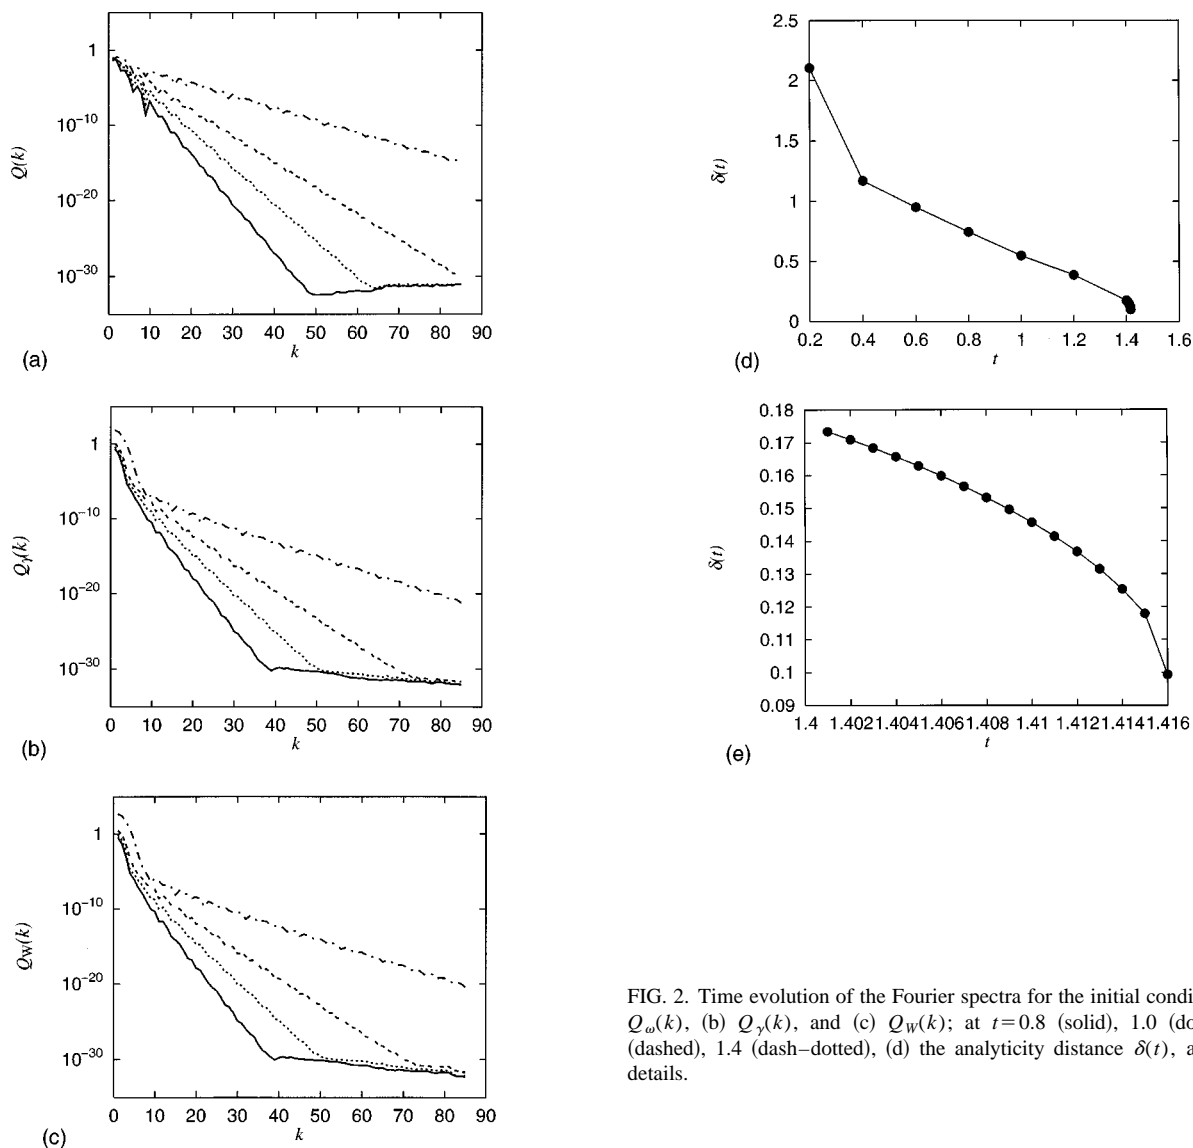 1
10^{-10}
10^{-20}
10^{-30}
Q(k)
0 10 20 30 40 50 60 70 80 90
k
(a)
1
10^{-10}
10^{-20}
10^{-30}
Q_γ(k)
0 10 20 30 40 50 60 70 80 90
k
(b)
1
10^{-10}
10^{-20}
10^{-30}
Q_W(k)
0 10 20 30 40 50 60 70 80 90
k
(c)
2.5
2
1.5
1
0.5
0
δ(t)
0.2 0.4 0.6 0.8 1 1.2 1.4 1.6
t
(d)
0.18
0.17
0.16
0.15
0.14
0.13
0.12
0.11
0.1
0.09
δ(t)
1.4 1.402 1.404 1.406 1.408 1.41 1.412 1.414 1.416
t
(e)
FIG. 2. Time evolution of the Fourier spectra for the initial condi
Q_ω(k), (b) Q_γ(k), and (c) Q_W(k); at t=0.8 (solid), 1.0 (do
(dashed), 1.4 (dash–dotted), (d) the analyticity distance δ(t), a
details.